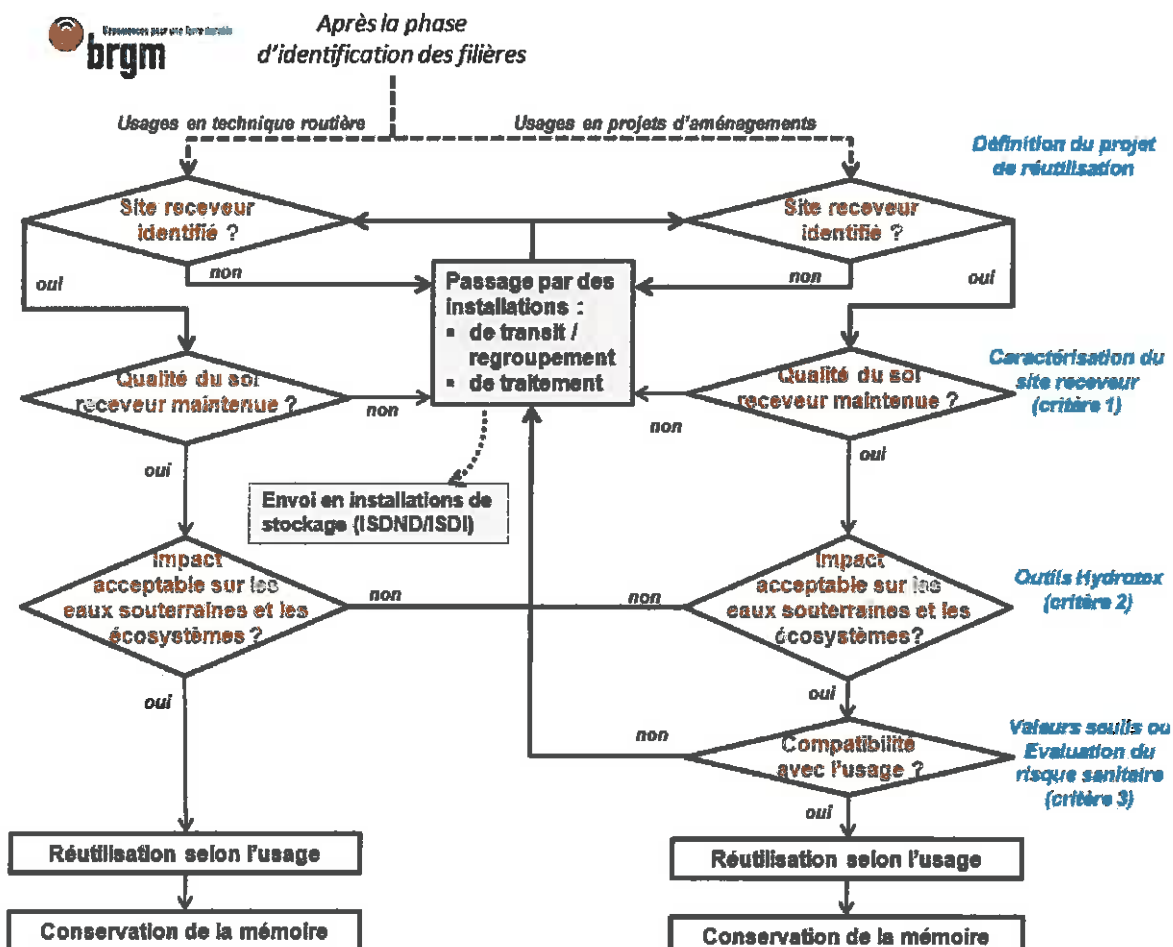 Géosciences pour une Terre durable
brgm
Après la phase
d'identification des filières
Usages en technique routière
Usages en projets d'aménagements
Définition du projet
de réutilisation
Site receveur
identifié ?
Site receveur
identifié ?
oui
non
non
oui
Passage par des
installations :
▪ de transit /
regroupement
▪ de traitement
Qualité du sol
receveur maintenue ?
Qualité du sol
receveur maintenue ?
Caractérisation du
site receveur
(critère 1)
non
non
oui
oui
Envoi en installations de
stockage (ISDND/ISDI)
Impact
acceptable sur les
eaux souterraines et les
écosystèmes ?
Impact
acceptable sur les
eaux souterraines et les
écosystèmes?
Outils Hydrotex
(critère 2)
non
non
oui
oui
non
Compatibilité
avec l'usage ?
Valeurs seuils ou
Evaluation du
risque sanitaire
(critère 3)
oui
Réutilisation selon l'usage
Réutilisation selon l'usage
Conservation de la mémoire
Conservation de la mémoire